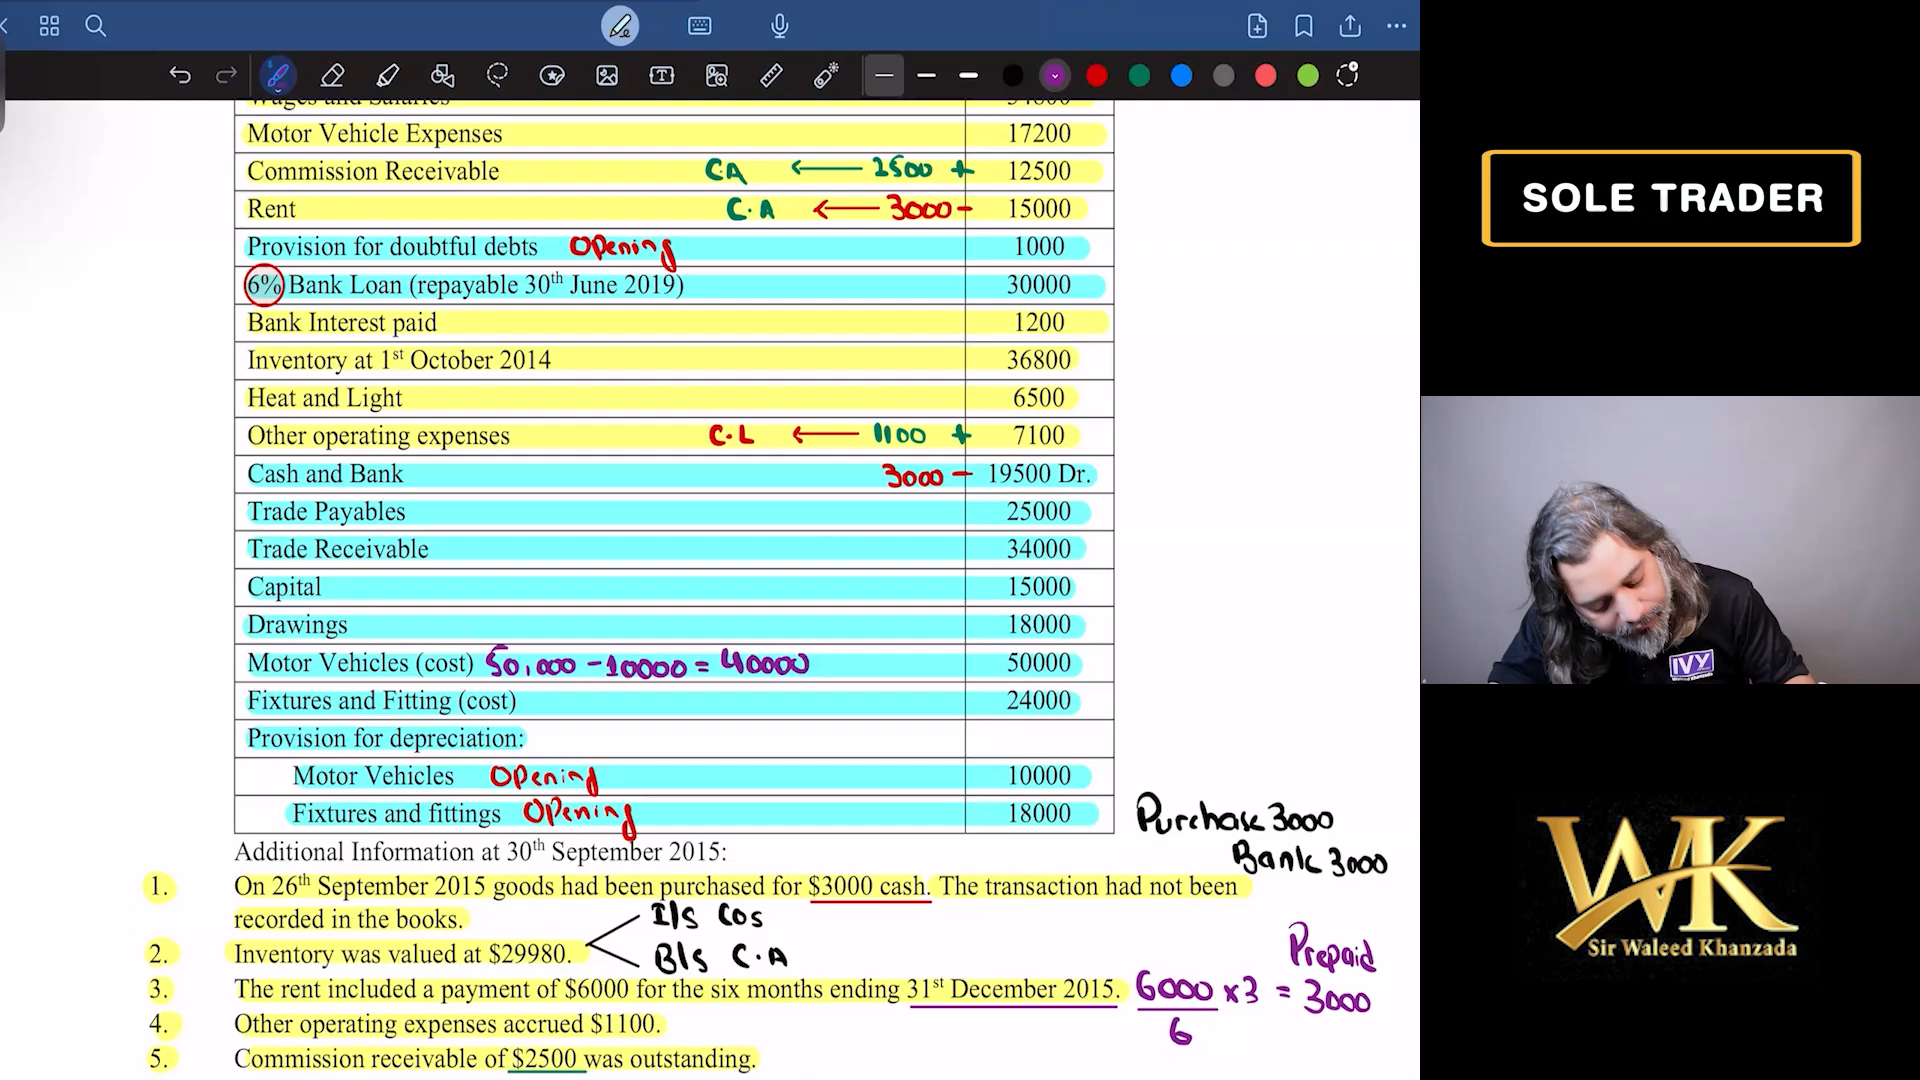 Wages and Salaries 54800
Motor Vehicle Expenses 17200
Commission Receivable CA ← 2500 + 12500
Rent C.A ← 3000- 15000
Provision for doubtful debts Opening 1000
6% Bank Loan (repayable 30th June 2019) 30000
Bank Interest paid 1200
Inventory at 1st October 2014 36800
Heat and Light 6500
Other operating expenses C.L ← 1100 + 7100
Cash and Bank 3000 - 19500 Dr.
Trade Payables 25000
Trade Receivable 34000
Capital 15000
Drawings 18000
Motor Vehicles (cost) 50,000 -10000 = 40000 50000
Fixtures and Fitting (cost) 24000
Provision for depreciation:
Motor Vehicles Opening 10000
Fixtures and fittings Opening 18000
Purchase 3000
Bank 3000
Additional Information at 30th September 2015:
1. On 26th September 2015 goods had been purchased for $3000 cash. The transaction had not been
recorded in the books.
I/S COS
2. Inventory was valued at $29980.
B/S C.A
Prepaid
3. The rent included a payment of $6000 for the six months ending 31st December 2015. 6000 x3 = 3000
6
4. Other operating expenses accrued $1100.
5. Commission receivable of $2500 was outstanding.
SOLE TRADER
IVY
WK
Sir Waleed Khanzada